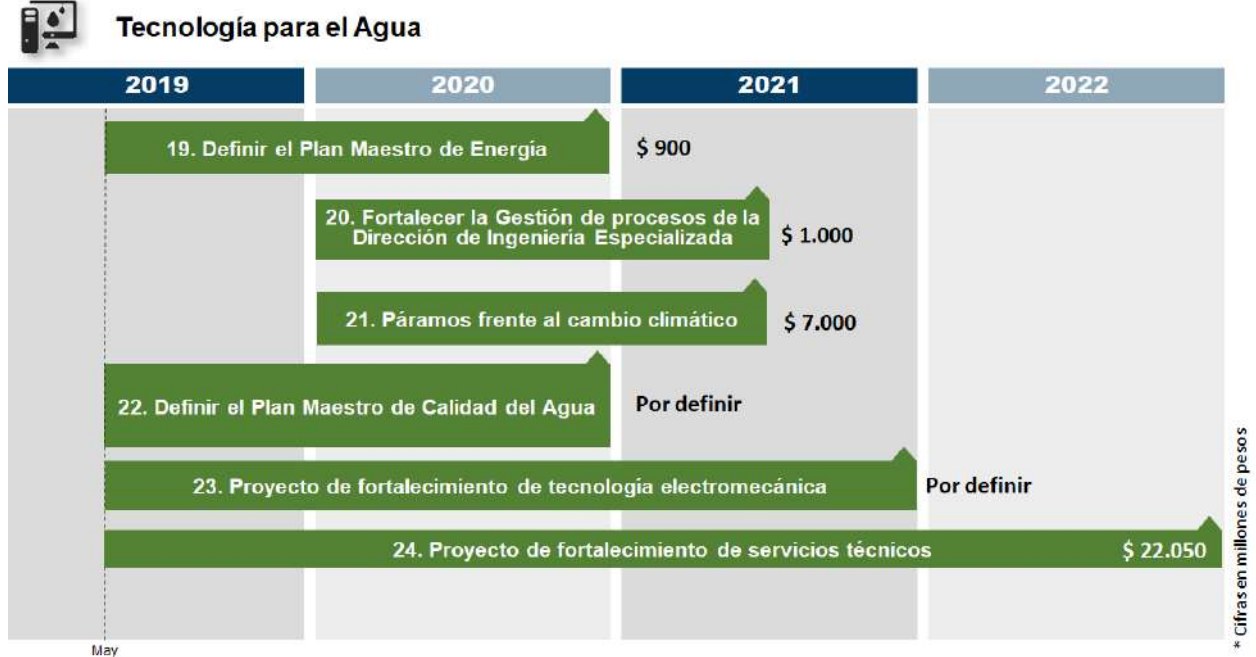 Tecnología para el Agua
2019 2020 2021 2022
19. Definir el Plan Maestro de Energía $ 900
20. Fortalecer la Gestión de procesos de la
Dirección de Ingeniería Especializada $ 1.000
21. Páramos frente al cambio climático $ 7.000
22. Definir el Plan Maestro de Calidad del Agua Por definir
23. Proyecto de fortalecimiento de tecnología electromecánica Por definir
24. Proyecto de fortalecimiento de servicios técnicos $ 22.050
* Cifras en millones de pesos
May